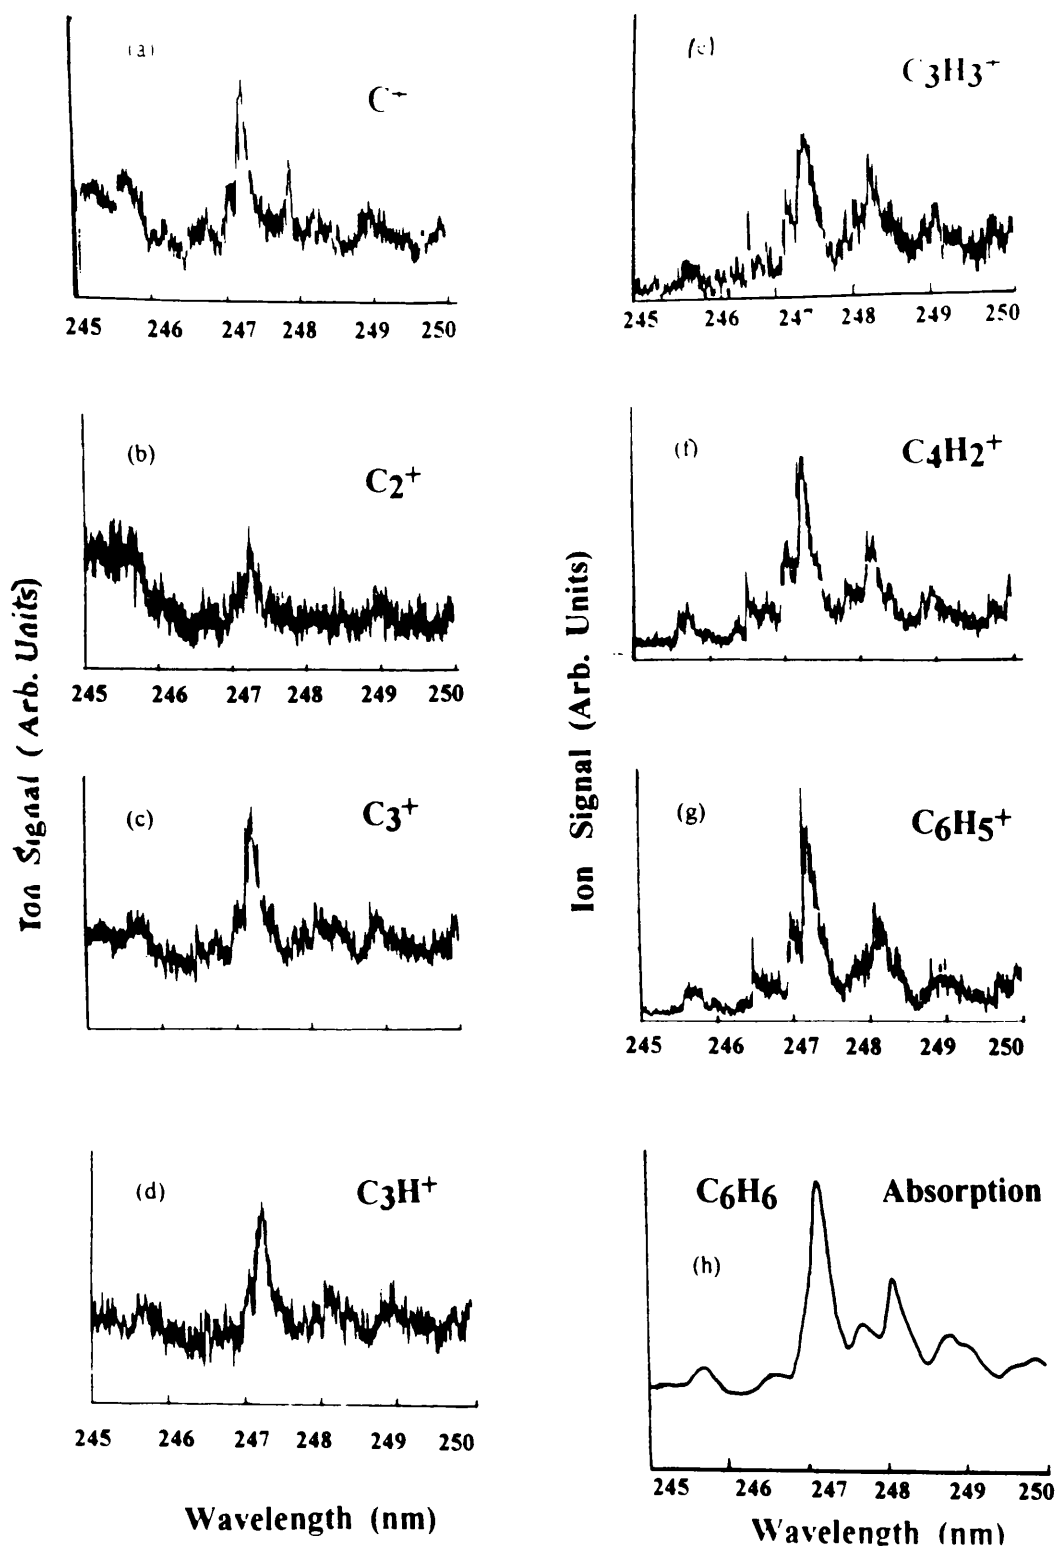 (a)
C+
245 246 247 248 249 250
(b)
C2+
245 246 247 248 249 250
(c)
C3+
(d)
C3H+
245 246 247 248 249 250
Ion Signal (Arb. Units)
Wavelength (nm)
(e)
C3H3+
245 246 247 248 249 250
(f)
C4H2+
(g)
C6H5+
245 246 247 248 249 250
C6H6 Absorption
(h)
245 246 247 248 249 250
Ion Signal (Arb. Units)
Wavelength (nm)